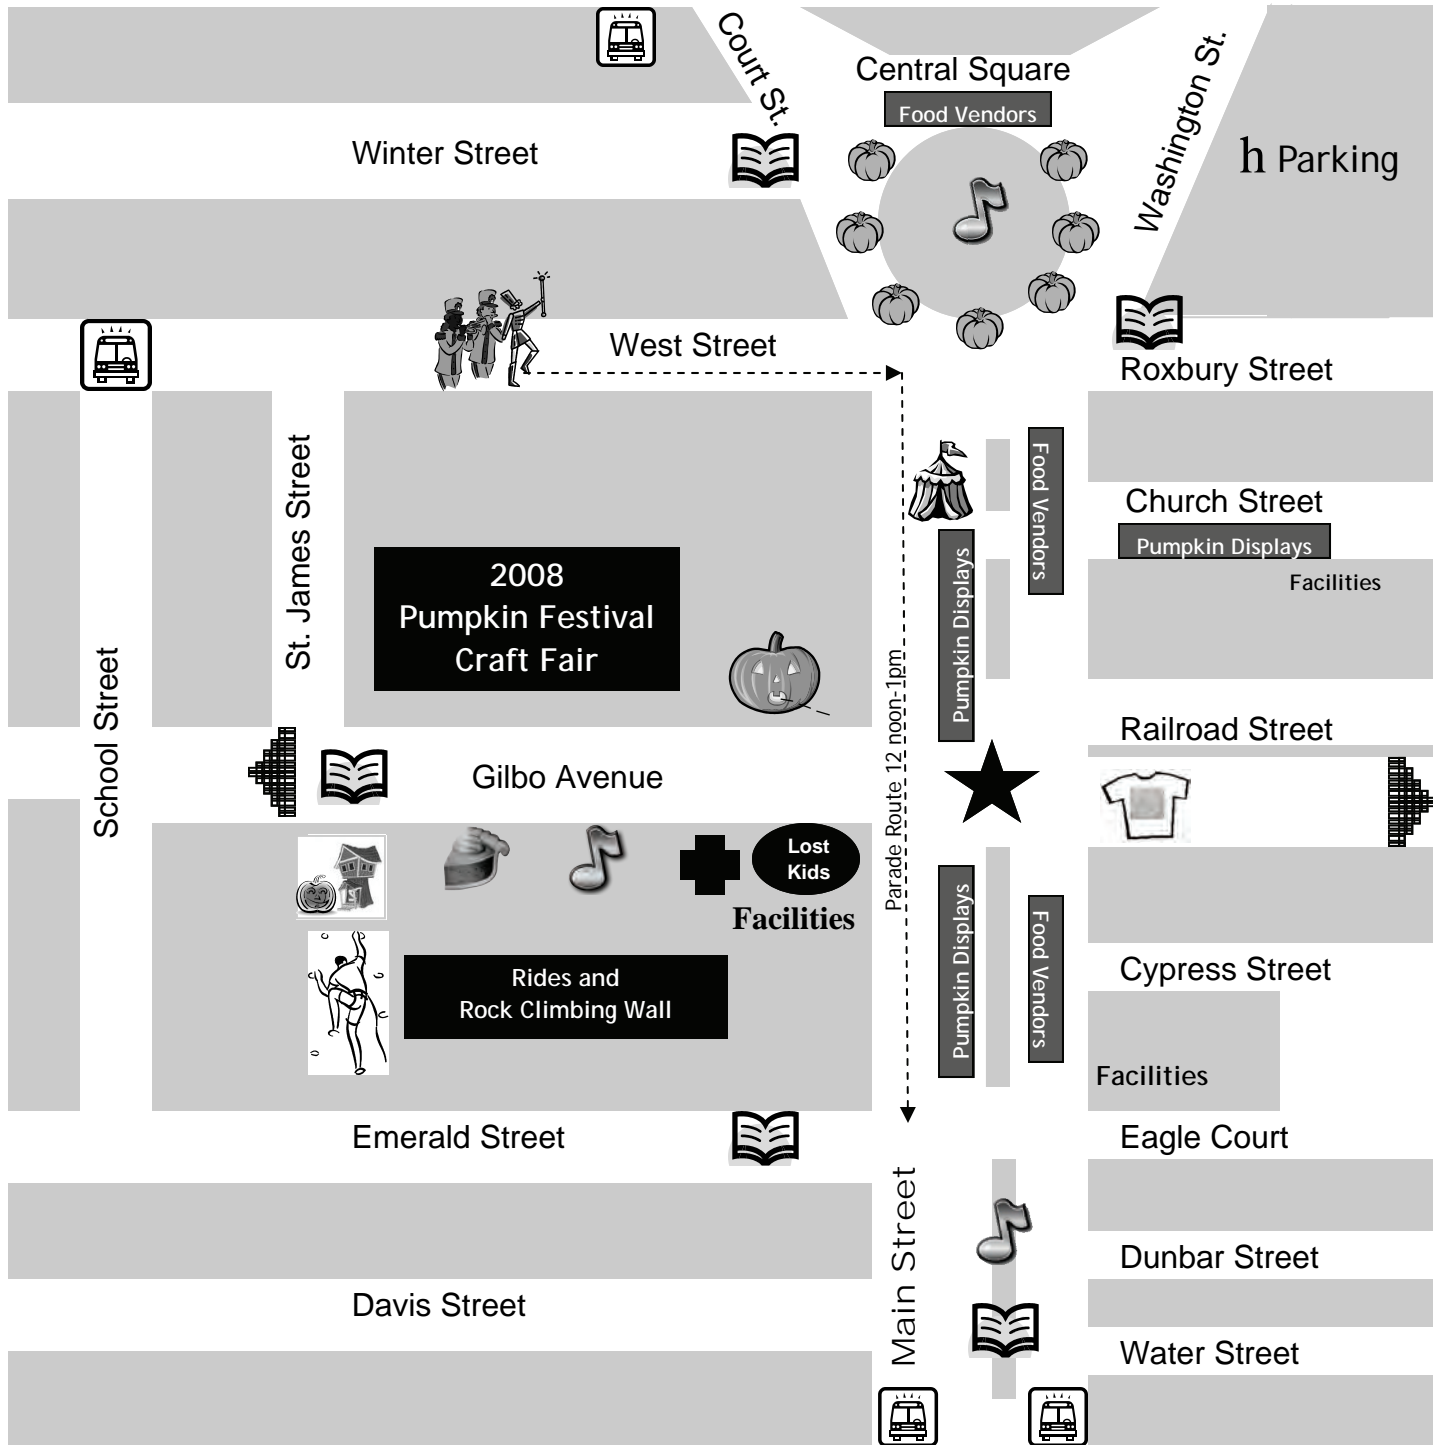 Court St.
Central Square
Food Vendors
Washington St.
Winter Street
h Parking
West Street
Roxbury Street
St. James Street
Food Vendors
Church Street
Pumpkin Displays
Facilities
2008
Pumpkin Festival
Craft Fair
Pumpkin Displays
School Street
Parade Route 12 noon-1pm
Railroad Street
Gilbo Avenue
Lost
Kids
Facilities
Pumpkin Displays
Food Vendors
Rides and
Rock Climbing Wall
Cypress Street
Facilities
Emerald Street
Eagle Court
Main Street
Dunbar Street
Davis Street
Water Street